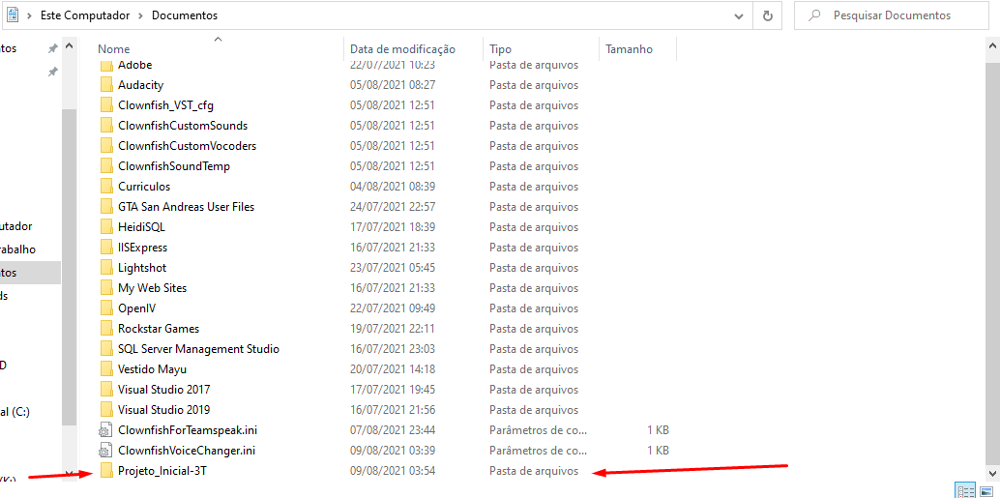 Este Computador > Documentos
Pesquisar Documentos
Nome Data de modificação Tipo Tamanho
Adobe 22/07/2021 10:23 Pasta de arquivos
Audacity 05/08/2021 08:27 Pasta de arquivos
Clownfish_VST_cfg 05/08/2021 12:51 Pasta de arquivos
ClownfishCustomSounds 05/08/2021 12:51 Pasta de arquivos
ClownfishCustomVocoders 05/08/2021 12:51 Pasta de arquivos
ClownfishSoundTemp 05/08/2021 12:51 Pasta de arquivos
Curriculos 04/08/2021 08:39 Pasta de arquivos
GTA San Andreas User Files 24/07/2021 22:57 Pasta de arquivos
HeidiSQL 17/07/2021 18:39 Pasta de arquivos
IISExpress 16/07/2021 21:33 Pasta de arquivos
Lightshot 23/07/2021 05:45 Pasta de arquivos
My Web Sites 16/07/2021 21:33 Pasta de arquivos
OpenIV 22/07/2021 09:49 Pasta de arquivos
Rockstar Games 19/07/2021 22:11 Pasta de arquivos
SQL Server Management Studio 16/07/2021 23:03 Pasta de arquivos
Vestido Mayu 20/07/2021 14:18 Pasta de arquivos
Visual Studio 2017 17/07/2021 19:45 Pasta de arquivos
Visual Studio 2019 16/07/2021 21:56 Pasta de arquivos
ClownfishForTeamspeak.ini 07/08/2021 23:44 Parâmetros de co... 1 KB
ClownfishVoiceChanger.ini 09/08/2021 03:39 Parâmetros de co... 1 KB
Projeto_Inicial-3T 09/08/2021 03:54 Pasta de arquivos
ntos
utador
rabalho
ntos
ds
D
al (C:)
(K:)